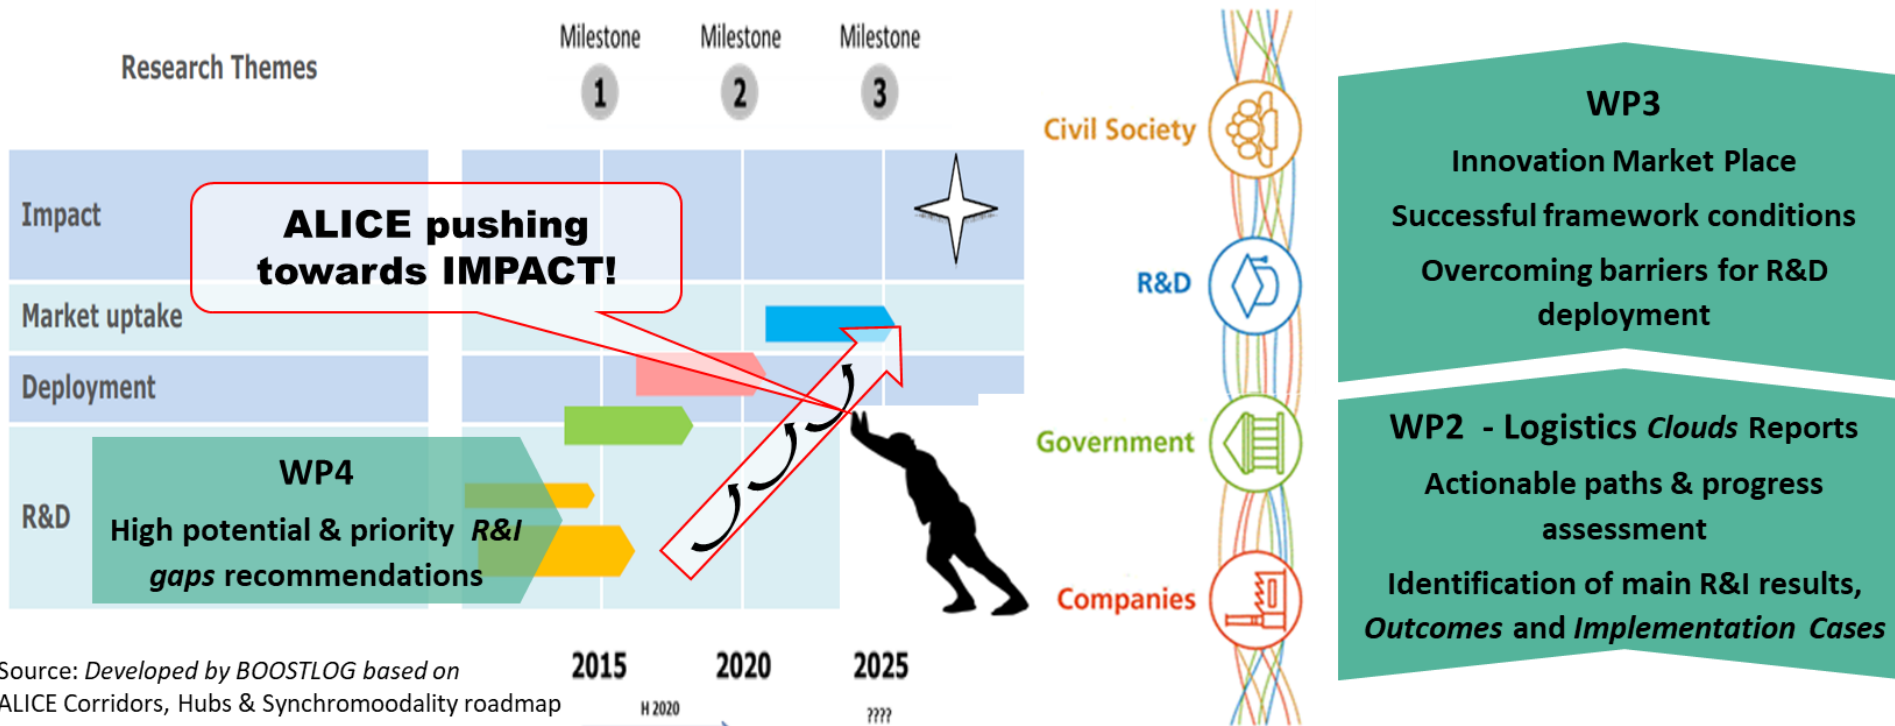 Research Themes
Milestone
1
Milestone
2
Milestone
3
Impact
Market uptake
Deployment
R&D
ALICE pushing
towards IMPACT!
WP4
High potential & priority R&I
gaps recommendations
2015
2020
2025
H 2020
????
Source: Developed by BOOSTLOG based on
ALICE Corridors, Hubs & Synchromoodality roadmap
Civil Society
R&D
Government
Companies
WP3
Innovation Market Place
Successful framework conditions
Overcoming barriers for R&D
deployment
WP2 - Logistics Clouds Reports
Actionable paths & progress
assessment
Identification of main R&I results,
Outcomes and Implementation Cases